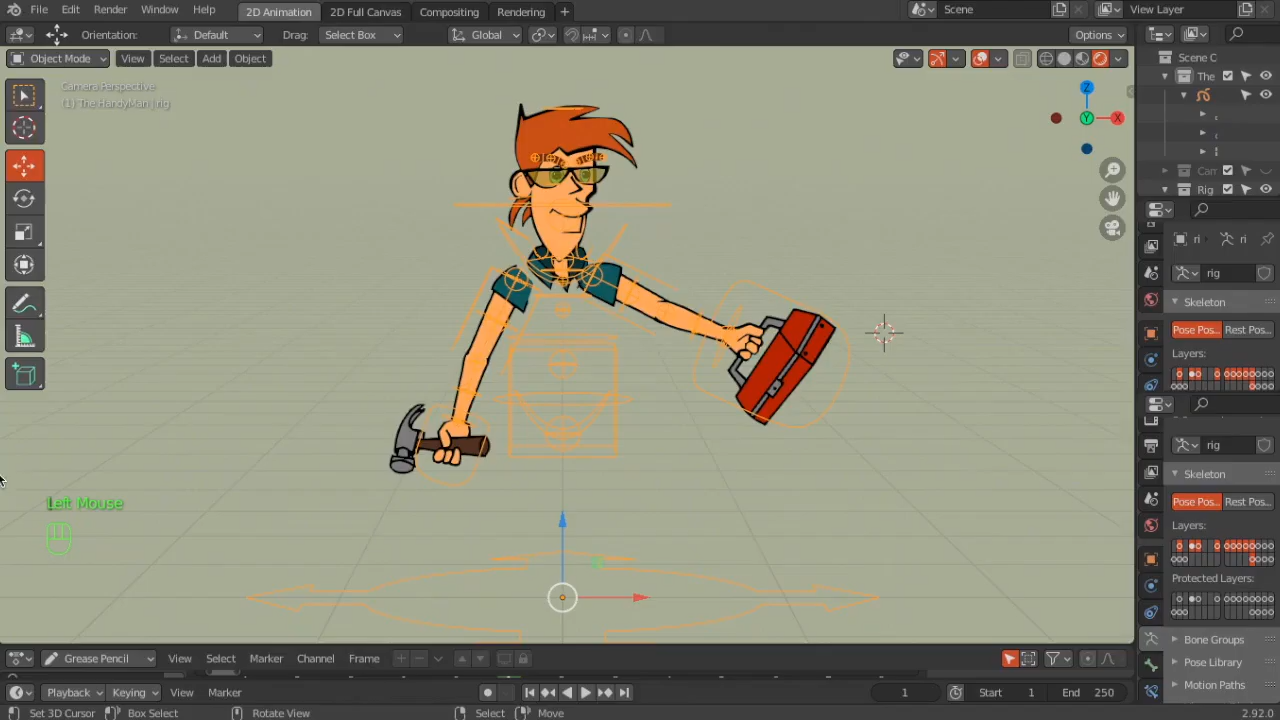 File Edit Render Window Help 2D Animation 2D Full Canvas Compositing Rendering + Scene View Layer
Orientation: Default Drag: Select Box Global Options
Object Mode View Select Add Object
Camera Perspective
(1) The HandyMan | rig
Z
Y X
Scene C
The
Cam
Rig
ri ri
rig
Skeleton
Pose Pos... Rest Pos...
Layers:
rig
Skeleton
Pose Pos... Rest Pos...
Layers:
Protected Layers:
Bone Groups
Pose Library
Motion Paths
Left Mouse
Grease Pencil View Select Marker Channel Frame
Playback Keying View Marker 1 Start 1 End 250
Set 3D Cursor Box Select Rotate View Select Move 2.92.0